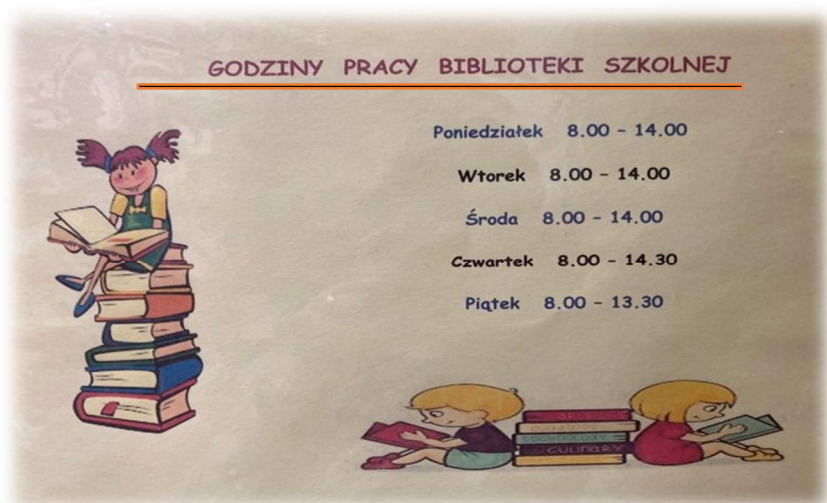 GODZINY PRACY BIBLIOTEKI SZKOLNEJ
Poniedziałek 8.00 - 14.00
Wtorek 8.00 - 14.00
Środa 8.00 - 14.00
Czwartek 8.00 - 14.30
Piątek 8.00 - 13.30
CULINARY